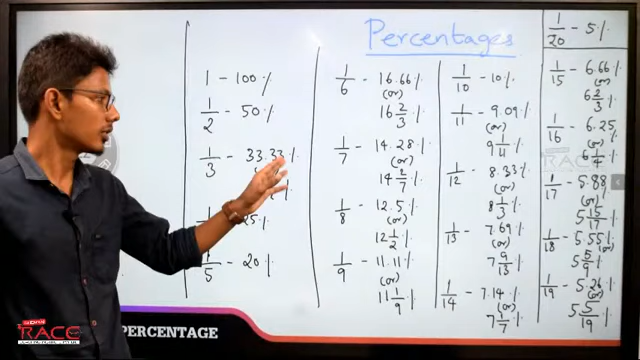 Percentages
1 - 100 %
1/2 - 50 %
1/3 - 33.33 %
25 %
1/5 - 20 %
1/6 - 16.66 %
(or)
16 2/3 %
1/7 - 14.28 %
(or)
14 2/7 %
1/8 - 12.5 %
(or)
12 1/2 %
1/9 - 11.11 %
(or)
11 1/9 %
1/10 - 10 %
1/11 - 9.09 %
(or)
9 1/11 %
1/12 - 8.33 %
(or)
8 1/3 %
1/13 - 7.69 %
(or)
7 9/13 %
1/14 - 7.14 %
(or)
7 1/7 %
1/20 - 5 %
1/15 - 6.66 %
(or)
6 2/3 %
1/16 - 6.25 %
(or)
6 1/4 %
1/17 - 5.88 %
(or)
5 15/17 %
1/18 - 5.55 %
(or)
5 5/9 %
1/19 - 5.26 %
(or)
5 5/19 %
RACE
PERCENTAGE